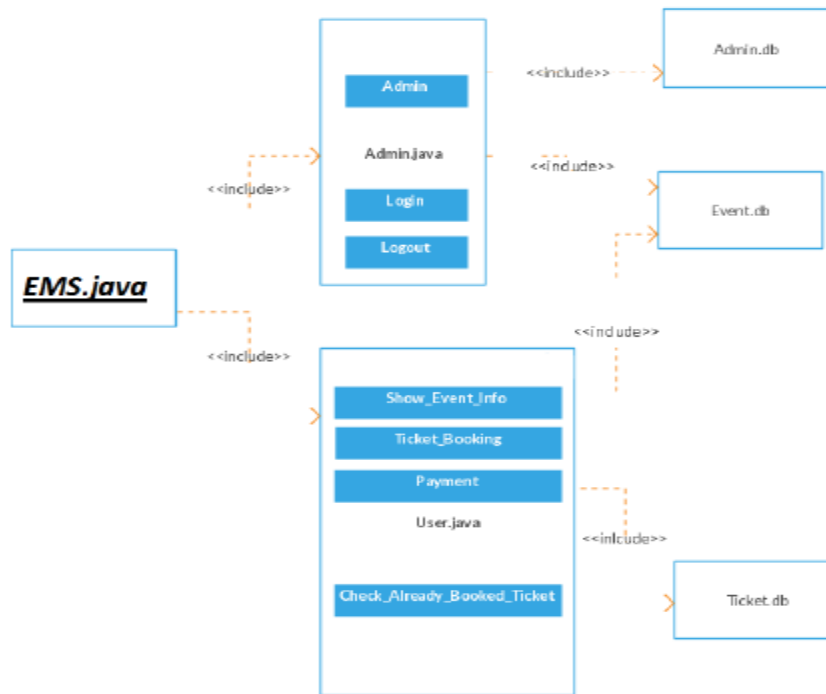 Admin.db
<<include>>
Admin
Admin.java
<<include>>
<<include>>
Login
Event.db
Logout
EMS.java
<<include>>
<<include>>
Show_Event_Info
Ticket_Booking
Payment
User.java
<<inlcude>>
Check_Already_Booked_Ticket
Ticket.db